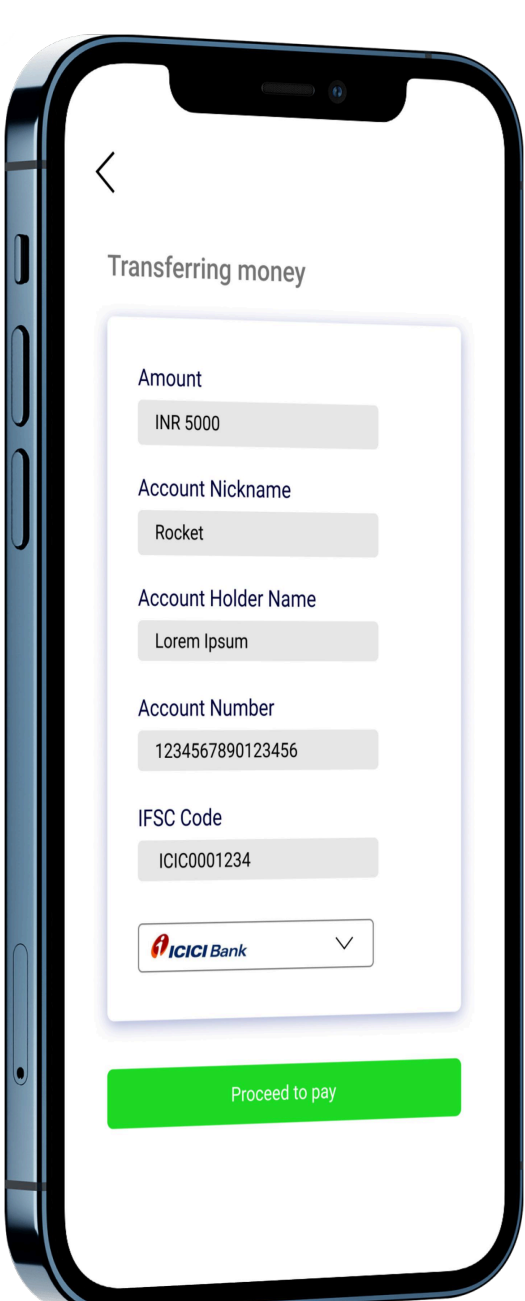 Transferring money
Amount
INR 5000
Account Nickname
Rocket
Account Holder Name
Lorem Ipsum
Account Number
1234567890123456
IFSC Code
ICIC0001234
ICICI Bank
Proceed to pay